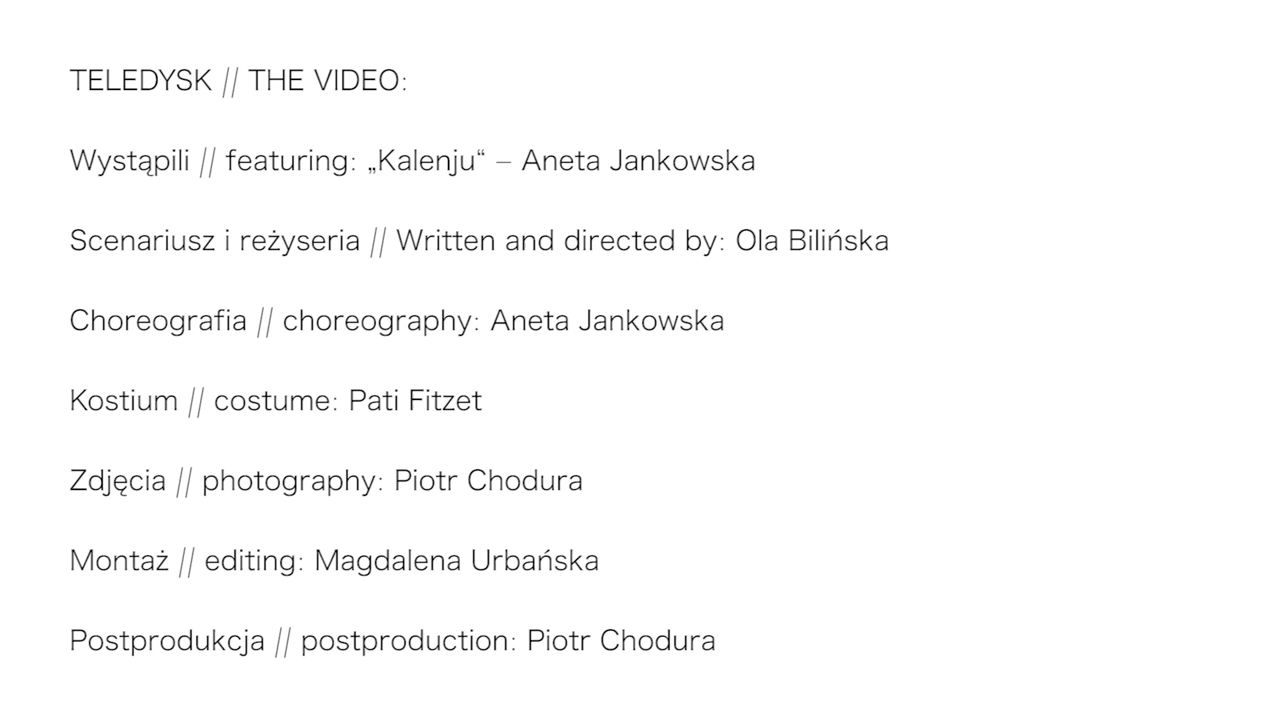 TELEDYSK // THE VIDEO:
Wystąpili // featuring: „Kalenju“ – Aneta Jankowska
Scenariusz i reżyseria // Written and directed by: Ola Bilińska
Choreografia // choreography: Aneta Jankowska
Kostium // costume: Pati Fitzet
Zdjęcia // photography: Piotr Chodura
Montaż // editing: Magdalena Urbańska
Postprodukcja // postproduction: Piotr Chodura